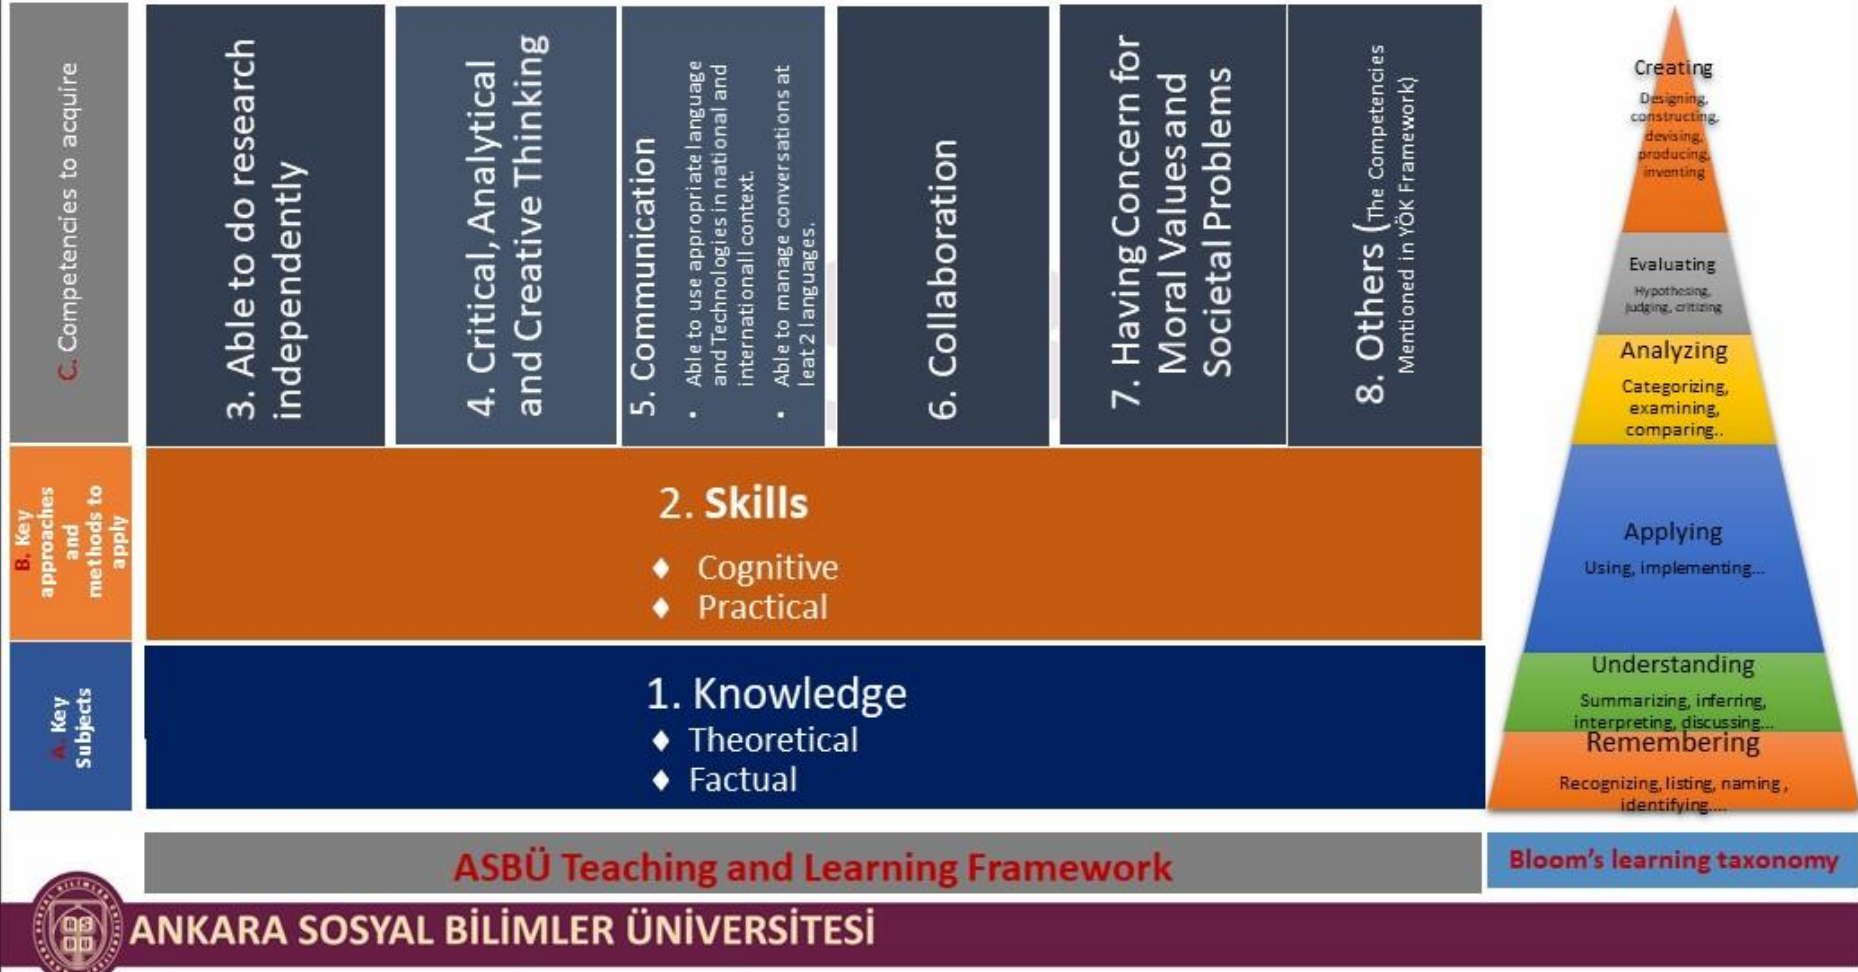 C. Competencies to acquire
3. Able to do research
independently
4. Critical, Analytical
and Creative Thinking
5. Communication
• Able to use appropriate language
and Technologies in national and
internationall context.
• Able to manage conversations at
leat 2 languages.
6. Collaboration
7. Having Concern for
Moral Values and
Societal Problems
8. Others (The Competencies
Mentioned in YÖK Framework)
B. Key
approaches
and
methods to
apply
2. Skills
♦ Cognitive
♦ Practical
A. Key
Subjects
1. Knowledge
♦ Theoretical
♦ Factual
Creating
Designing,
constructing,
devising,
producing,
inventing
Evaluating
Hypothesing,
judging, critizing
Analyzing
Categorizing,
examining,
comparing..
Applying
Using, implementing...
Understanding
Summarizing, inferring,
interpreting, discussing...
Remembering
Recognizing, listing, naming ,
identifying....
ASBÜ Teaching and Learning Framework
Bloom's learning taxonomy
ANKARA SOSYAL BİLİMLER ÜNİVERSİTESİ